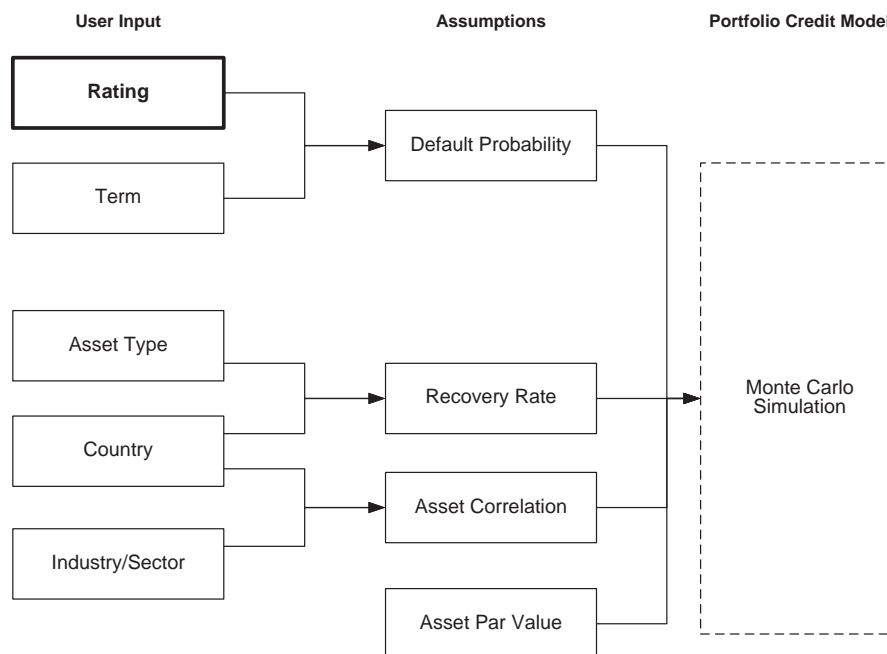 User Input
Assumptions
Portfolio Credit Model
Rating
Default Probability
Term
Asset Type
Recovery Rate
Monte Carlo
Simulation
Country
Asset Correlation
Industry/Sector
Asset Par Value